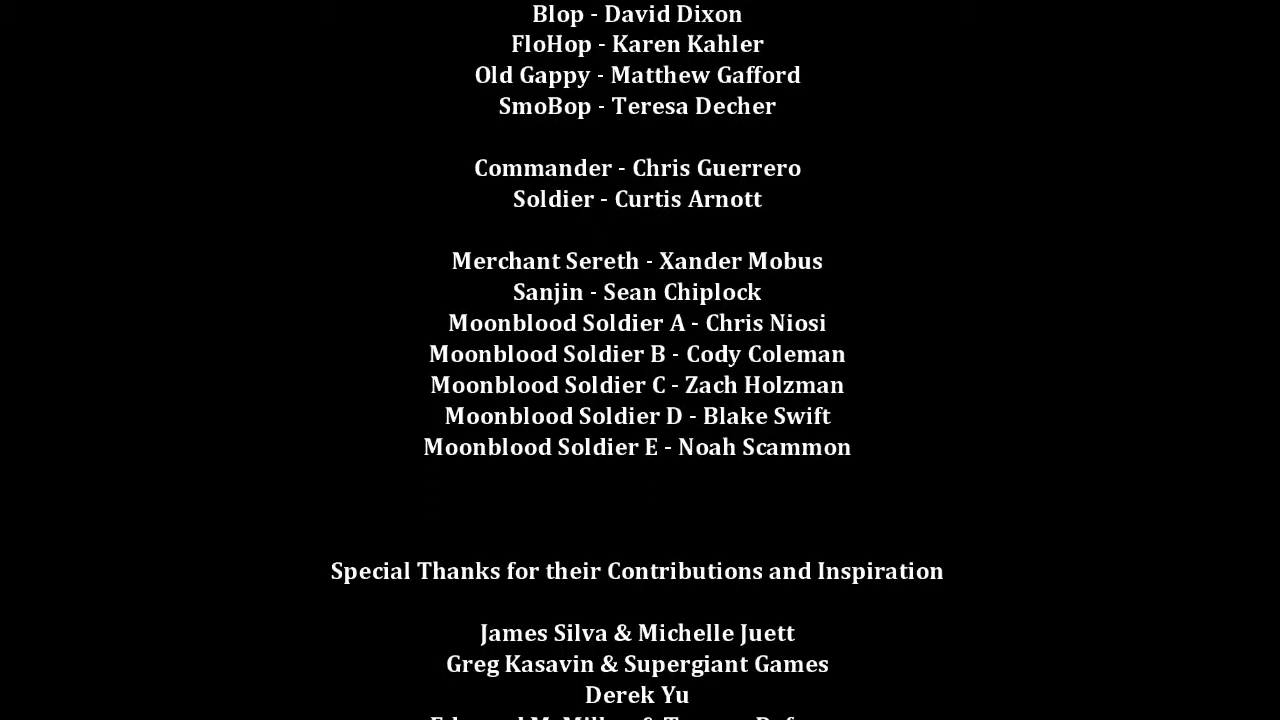 Blop - David Dixon
FloHop - Karen Kahler
Old Gappy - Matthew Gafford
SmoBop - Teresa Decher
Commander - Chris Guerrero
Soldier - Curtis Arnott
Merchant Sereth - Xander Mobus
Sanjin - Sean Chiplock
Moonblood Soldier A - Chris Niosi
Moonblood Soldier B - Cody Coleman
Moonblood Soldier C - Zach Holzman
Moonblood Soldier D - Blake Swift
Moonblood Soldier E - Noah Scammon
Special Thanks for their Contributions and Inspiration
James Silva & Michelle Juett
Greg Kasavin & Supergiant Games
Derek Yu